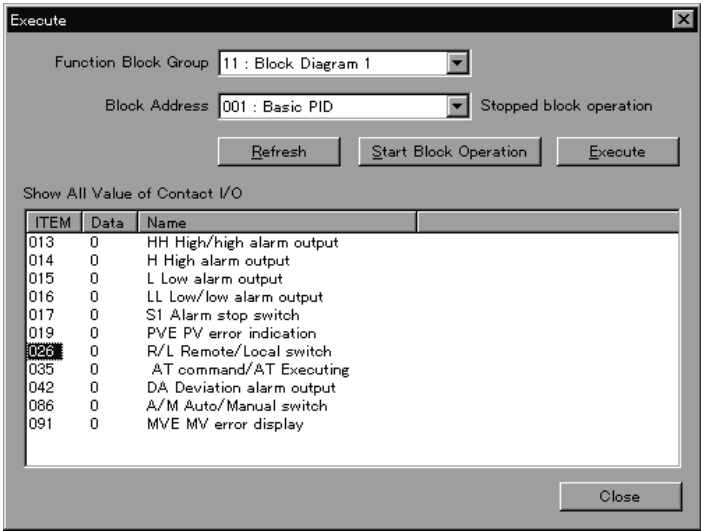 Execute
Function Block Group 11 : Block Diagram 1
Block Address 001 : Basic PID Stopped block operation
Refresh Start Block Operation Execute
Show All Value of Contact I/O
ITEM Data Name
013 0 HH High/high alarm output
014 0 H High alarm output
015 0 L Low alarm output
016 0 LL Low/low alarm output
017 0 S1 Alarm stop switch
019 0 PVE PV error indication
026 0 R/L Remote/Local switch
035 0 AT command/AT Executing
042 0 DA Deviation alarm output
086 0 A/M Auto/Manual switch
091 0 MVE MV error display
Close